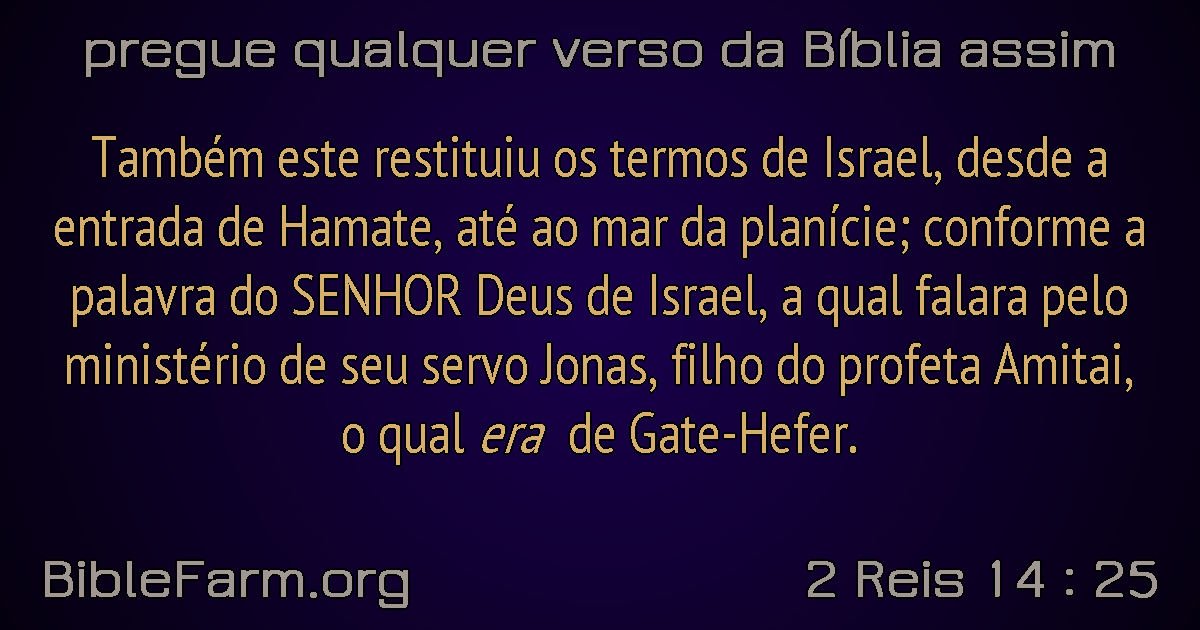 pregue qualquer verso da Bíblia assim
Também este restituiu os termos de Israel, desde a
entrada de Hamate, até ao mar da planície; conforme a
palavra do SENHOR Deus de Israel, a qual falara pelo
ministério de seu servo Jonas, filho do profeta Amitai,
o qual era de Gate-Hefer.
BibleFarm.org
2 Reis 14 : 25